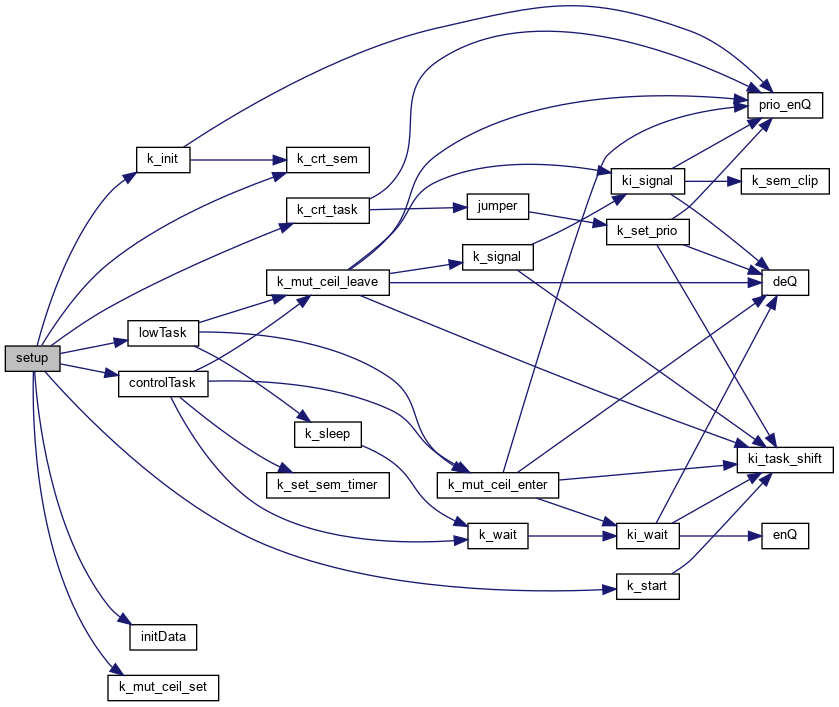 prio_enQ
k_init
k_crt_sem
ki_signal
k_sem_clip
k_crt_task
jumper
k_set_prio
k_signal
k_mut_ceil_leave
deQ
lowTask
setup
controlTask
k_sleep
ki_task_shift
k_set_sem_timer
k_mut_ceil_enter
k_wait
ki_wait
enQ
k_start
initData
k_mut_ceil_set